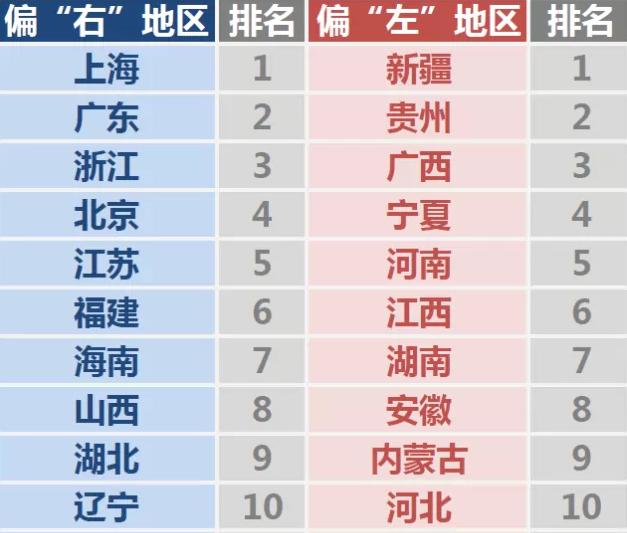 偏“右”地区 排名 偏“左”地区 排名
上海 1 新疆 1
广东 2 贵州 2
浙江 3 广西 3
北京 4 宁夏 4
江苏 5 河南 5
福建 6 江西 6
海南 7 湖南 7
山西 8 安徽 8
湖北 9 内蒙古 9
辽宁 10 河北 10